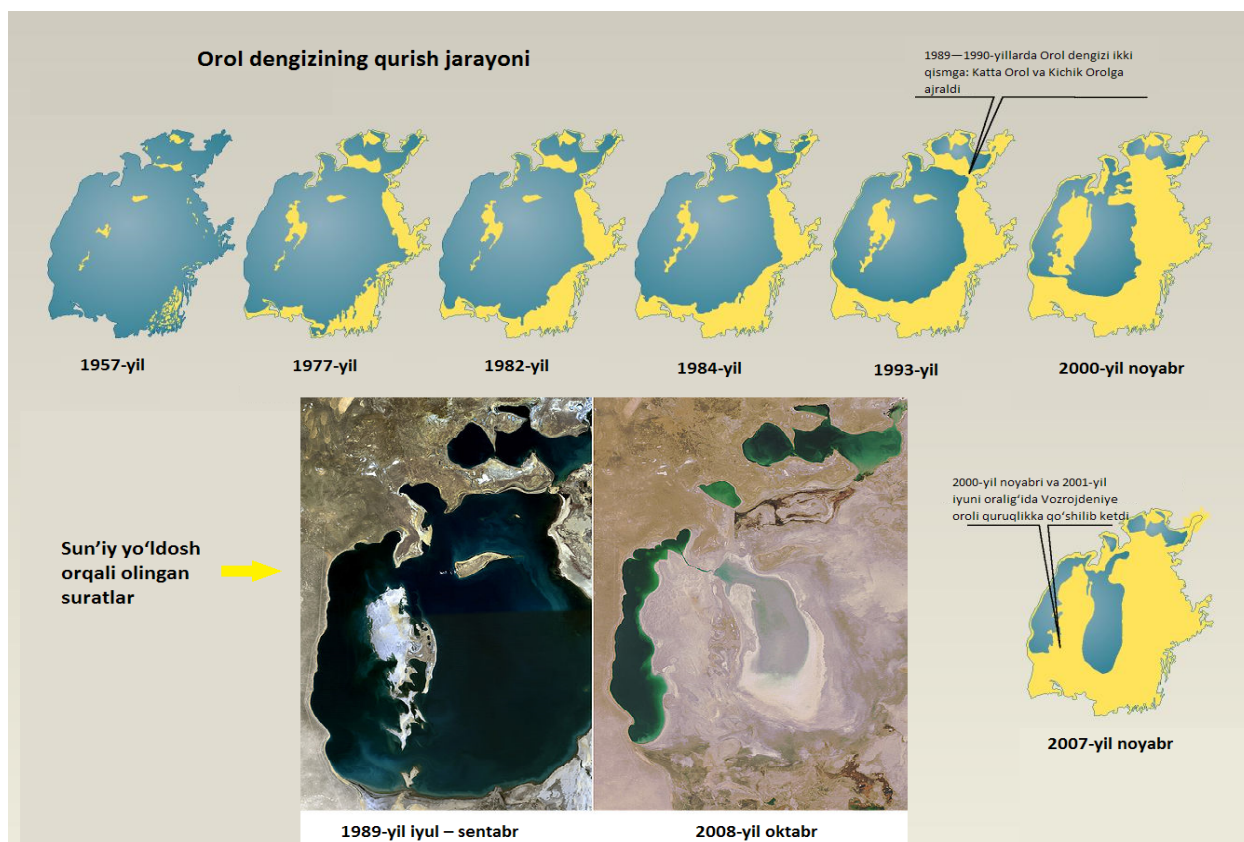 Orol dengizining qurish jarayoni
1989—1990-yillarda Orol dengizi ikki
qismga: Katta Orol va Kichik Orolga
ajraldi
1957-yil
1977-yil
1982-yil
1984-yil
1993-yil
2000-yil noyabr
Sun’iy yo‘ldosh
orqali olingan
suratlar
2000-yil noyabri va 2001-yil
iyuni oralig‘ida Vozrojdeniye
oroli quruqlikka qo‘shilib ketdi
2007-yil noyabr
1989-yil iyul – sentabr
2008-yil oktabr